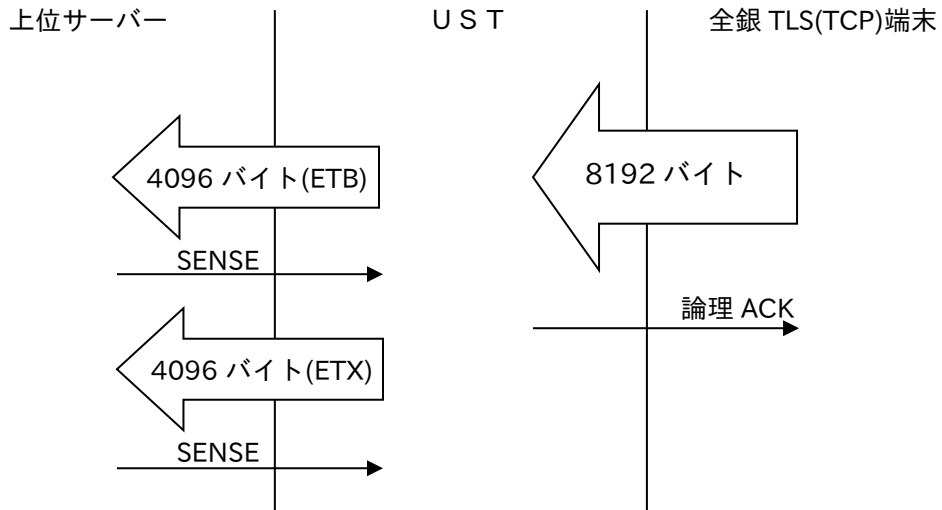 上位サーバー UST 全銀 TLS(TCP)端末
4096 バイト(ETB) 8192 バイト
SENSE
論理 ACK
4096 バイト(ETX)
SENSE